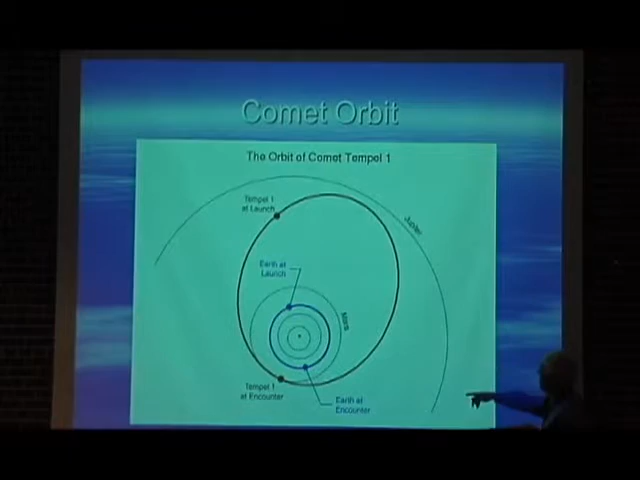 Comet Orbit
The Orbit of Comet Tempel 1
Tempel 1
at Launch
Jupiter
Earth at
Launch
Mars
Tempel 1
at Encounter
Earth at
Encounter